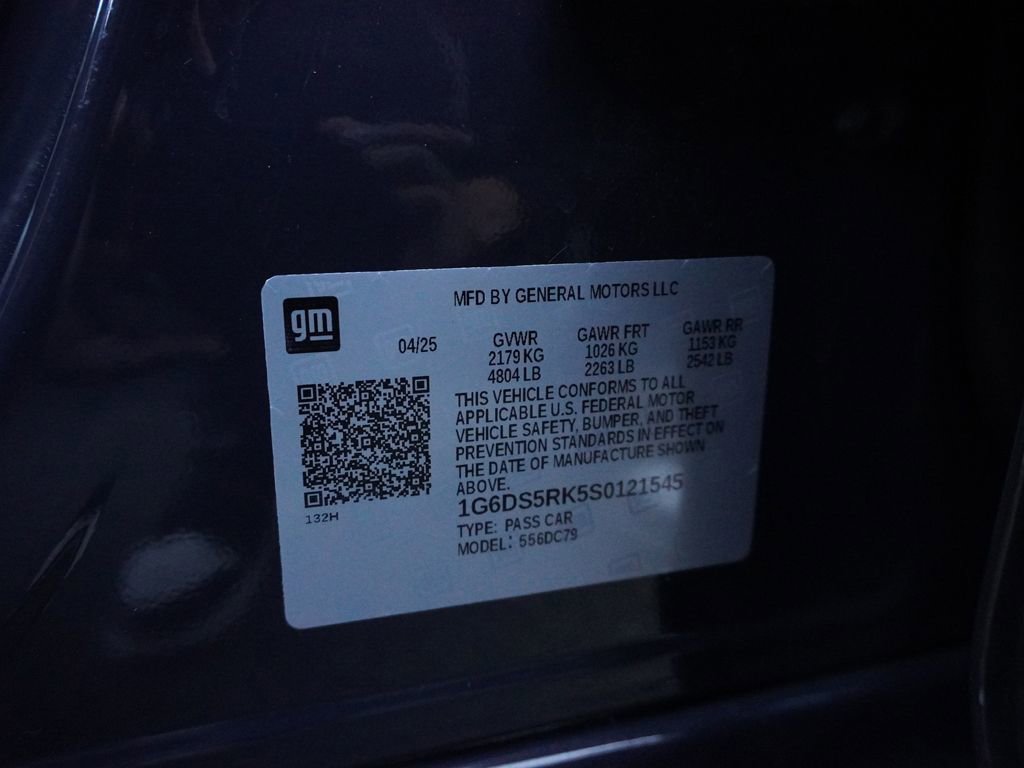 gm
MFD BY GENERAL MOTORS LLC
04/25
GVWR
2179 KG
4804 LB
GAWR FRT
1026 KG
2263 LB
GAWR RR
1153 KG
2542 LB
THIS VEHICLE CONFORMS TO ALL
APPLICABLE U.S. FEDERAL MOTOR
VEHICLE SAFETY, BUMPER, AND THEFT
PREVENTION STANDARDS IN EFFECT ON
THE DATE OF MANUFACTURE SHOWN
ABOVE.
1G6DS5RK5S0121545
TYPE: PASS CAR
MODEL: 556DC79
132H